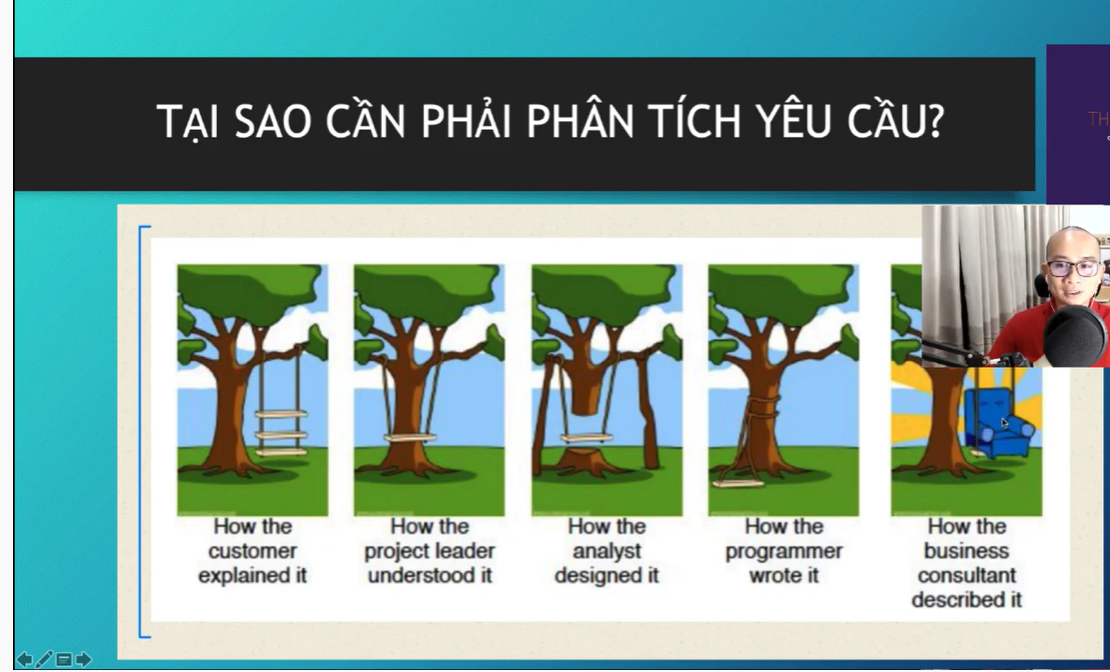 TẠI SAO CẦN PHẢI PHÂN TÍCH YÊU CẦU?
TH
How the
customer
explained it
How the
project leader
understood it
How the
analyst
designed it
How the
programmer
wrote it
How the
business
consultant
described it